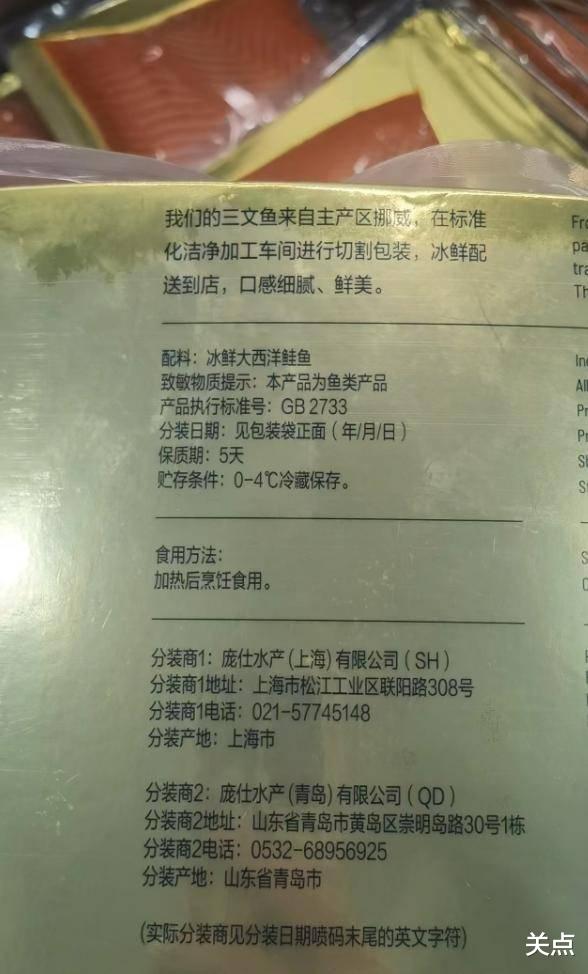 我们的三文鱼来自主产区挪威，在标准
化洁净加工车间进行切割包装，冰鲜配
送到店，口感细腻、鲜美。
配料：冰鲜大西洋鲑鱼
致敏物质提示：本产品为鱼类产品
产品执行标准号：GB 2733
分装日期：见包装袋正面（年/月/日）
保质期：5天
贮存条件：0-4℃冷藏保存。
食用方法：
加热后烹饪食用。
分装商1：庞仕水产(上海)有限公司（SH）
分装商1地址：上海市松江工业区联阳路308号
分装商1电话：021-57745148
分装产地：上海市
分装商2：庞仕水产(青岛)有限公司（QD）
分装商2地址：山东省青岛市黄岛区崇明岛路30号1栋
分装商2电话：0532-68956925
分装产地：山东省青岛市
(实际分装商见分装日期喷码末尾的英文字符)
关点